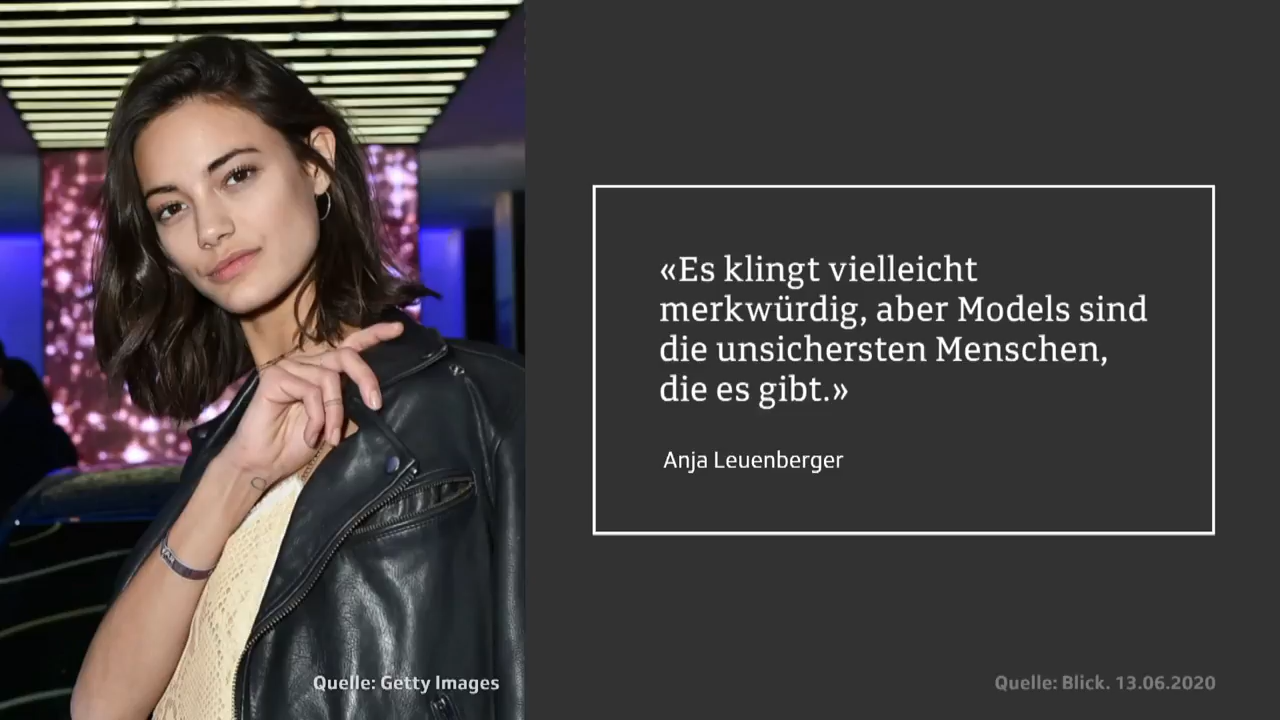 «Es klingt vielleicht
merkwürdig, aber Models sind
die unsichersten Menschen,
die es gibt.»
Anja Leuenberger
Quelle: Getty Images
Quelle: Blick. 13.06.2020